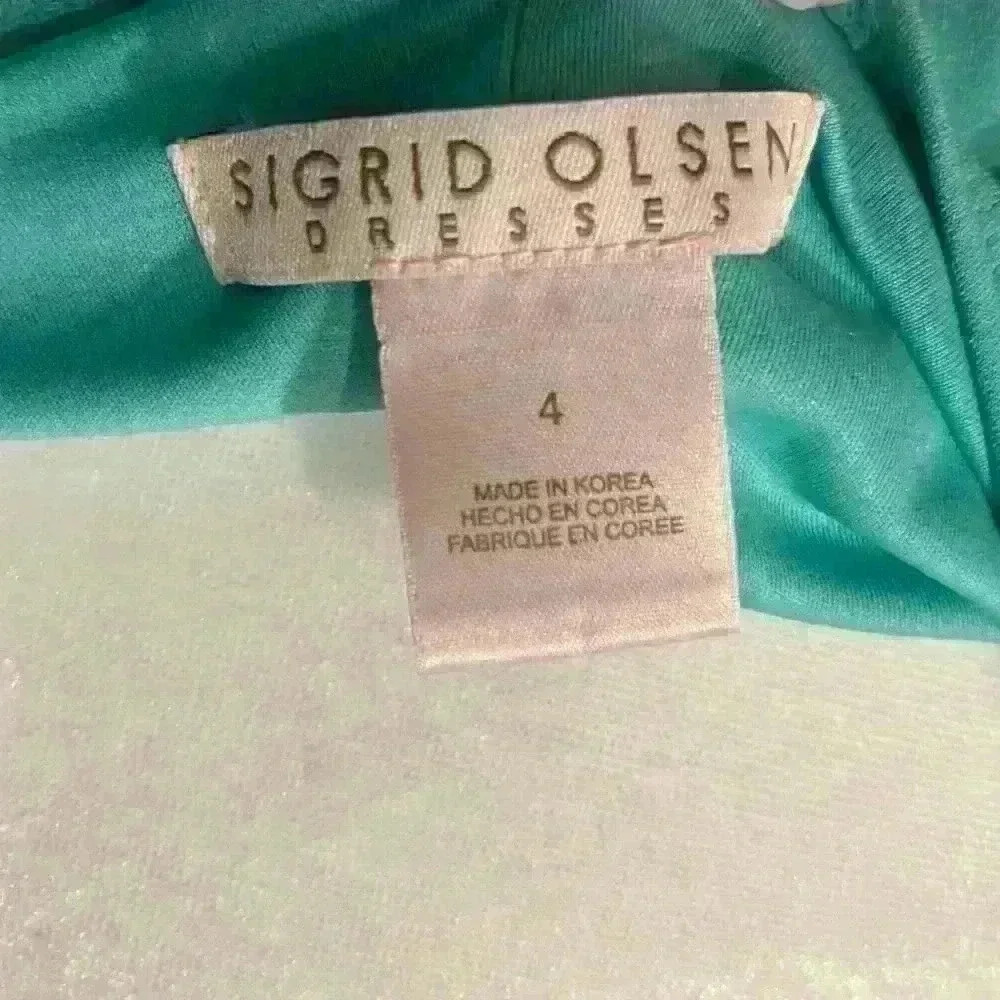 SIGRID OLSEN
DRESSES
4
MADE IN KOREA
HECHO EN COREA
FABRIQUE EN COREE